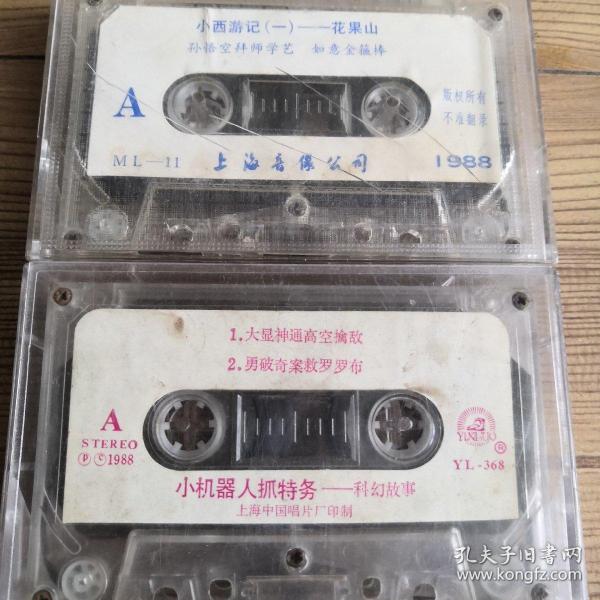 小西游记(一)——花果山
孙悟空拜师学艺 如意金箍棒
A
版权所有
不准翻录
ML—11 上海音像公司 1988
1.大显神通高空擒敌
2.勇破奇案救罗罗布
A
STEREO
Ⓟ Ⓒ 1988
®
YL-368
小机器人抓特务——科幻故事
上海中国唱片厂印制
孔夫子旧书网
www.kongfz.com